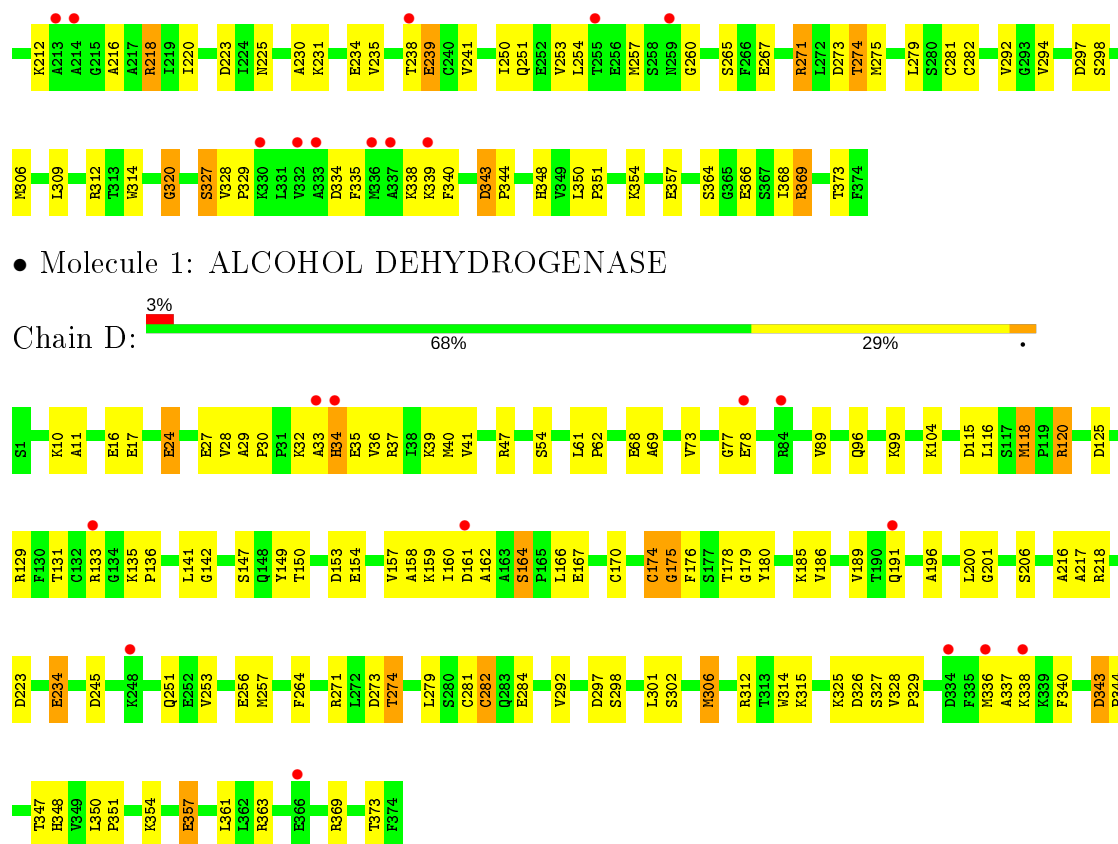 K212 A213 A214 G215 A216 A217 R218 I219 I220 D223 I224 N225 A230 K231 E234 V235 T238 E239 C240 V241 I250 Q251 E252 V253 L254 T255 E256 M257 S258 N259 G260 S265 F266 E267 R271 L272 D273 T274 M275 L279 S280 C281 C282 V292 G293 V294 D297 S298
M306 L309 R312 T313 W314 G320 S327 V328 P329 K330 L331 V332 A333 D334 F335 M336 A337 K338 K339 F340 D343 P344 H348 V349 L350 P351 K354 E357 S364 G365 E366 S367 I368 R369 T373 F374
• Molecule 1: ALCOHOL DEHYDROGENASE
3%
Chain D:
68% 29% •
S1 K10 A11 E16 E17 E24 E27 V28 A29 P30 P31 K32 A33 H34 E35 V36 R37 I38 K39 M40 V41 R47 S54 L61 P62 E68 A69 V73 G77 E78 R84 V89 Q96 K99 K104 D115 L116 S117 M118 P119 R120 D125
R129 F130 T131 C132 R133 G134 K135 P136 L141 G142 S147 Q148 Y149 T150 D153 E154 V157 A158 K159 I160 D161 A162 A163 S164 P165 L166 E167 C170 C174 G175 F176 S177 T178 G179 Y180 K185 V186 V189 T190 Q191 A196 L200 G201 S206 A216 A217 R218
D223 E234 D245 K248 Q251 E252 V253 E256 M257 F264 R271 L272 D273 T274 L279 S280 C281 C282 Q283 E284 V292 D297 S298 L301 S302 M306 R312 T313 W314 K315 K325 D326 S327 V328 P329 D334 F335 M336 A337 K338 K339 F340 D343 P344
T347 H348 V349 L350 P351 K354 E357 L361 L362 R363 E366 R369 T373 F374